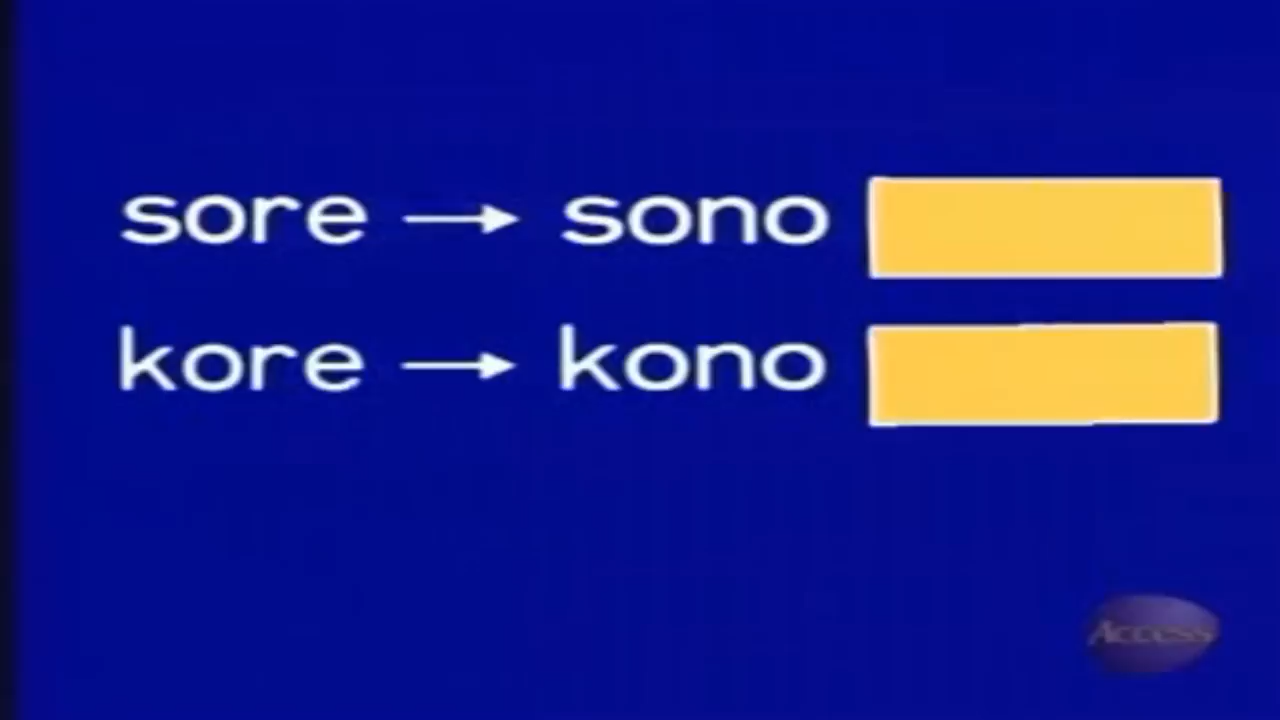 sore → sono
kore → kono
Access